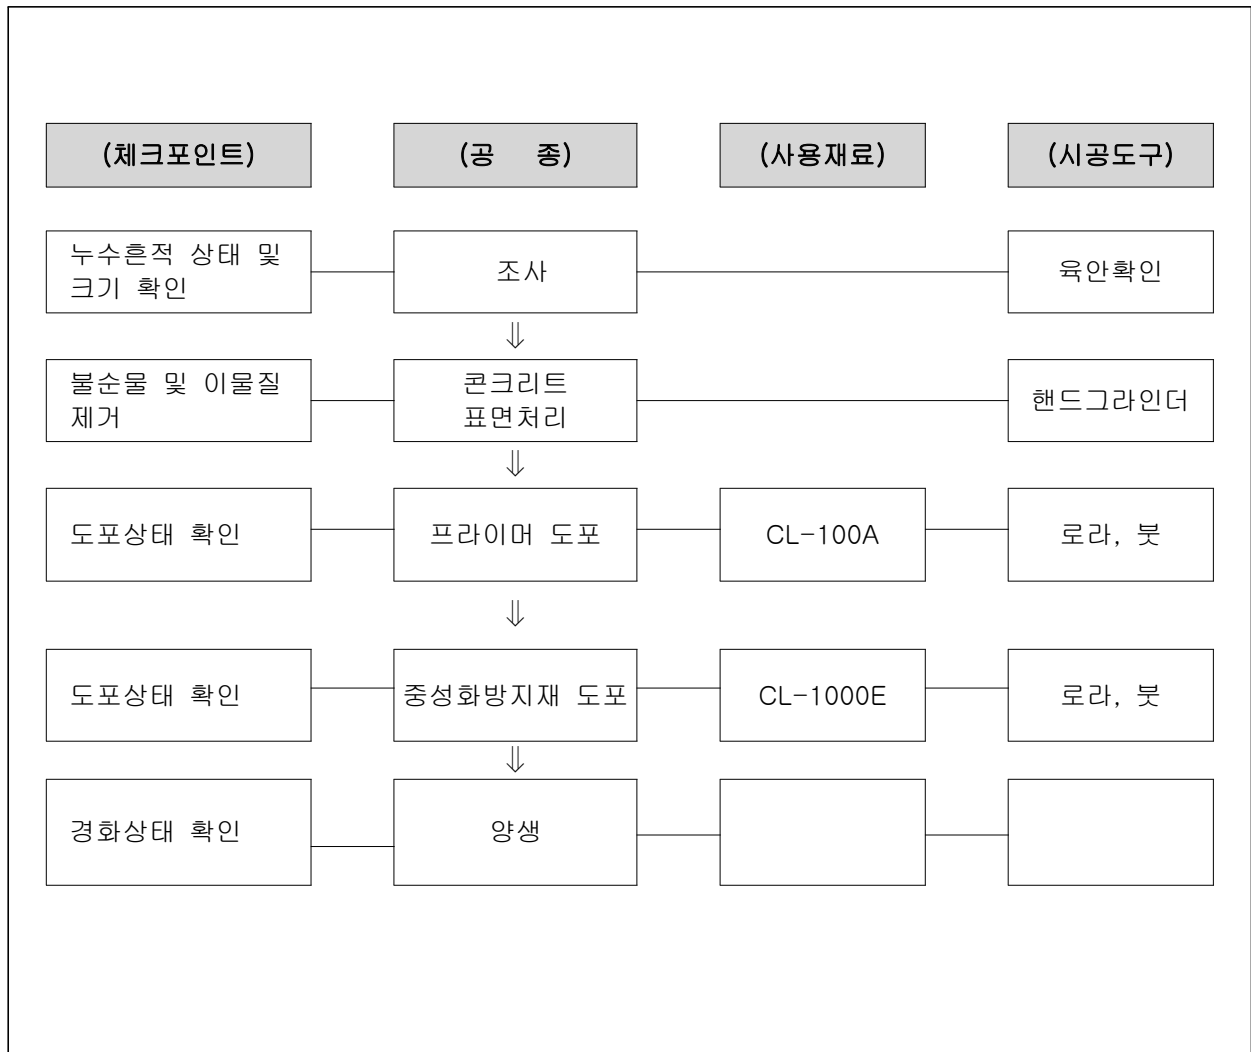 (체크포인트)
(공 종)
(사용재료)
(시공도구)
누수흔적 상태 및
크기 확인
조사
육안확인
⇓
불순물 및 이물질
제거
콘크리트
표면처리
핸드그라인더
⇓
도포상태 확인
프라이머 도포
CL-100A
로라, 붓
⇓
도포상태 확인
중성화방지재 도포
CL-1000E
로라, 붓
⇓
경화상태 확인
양생